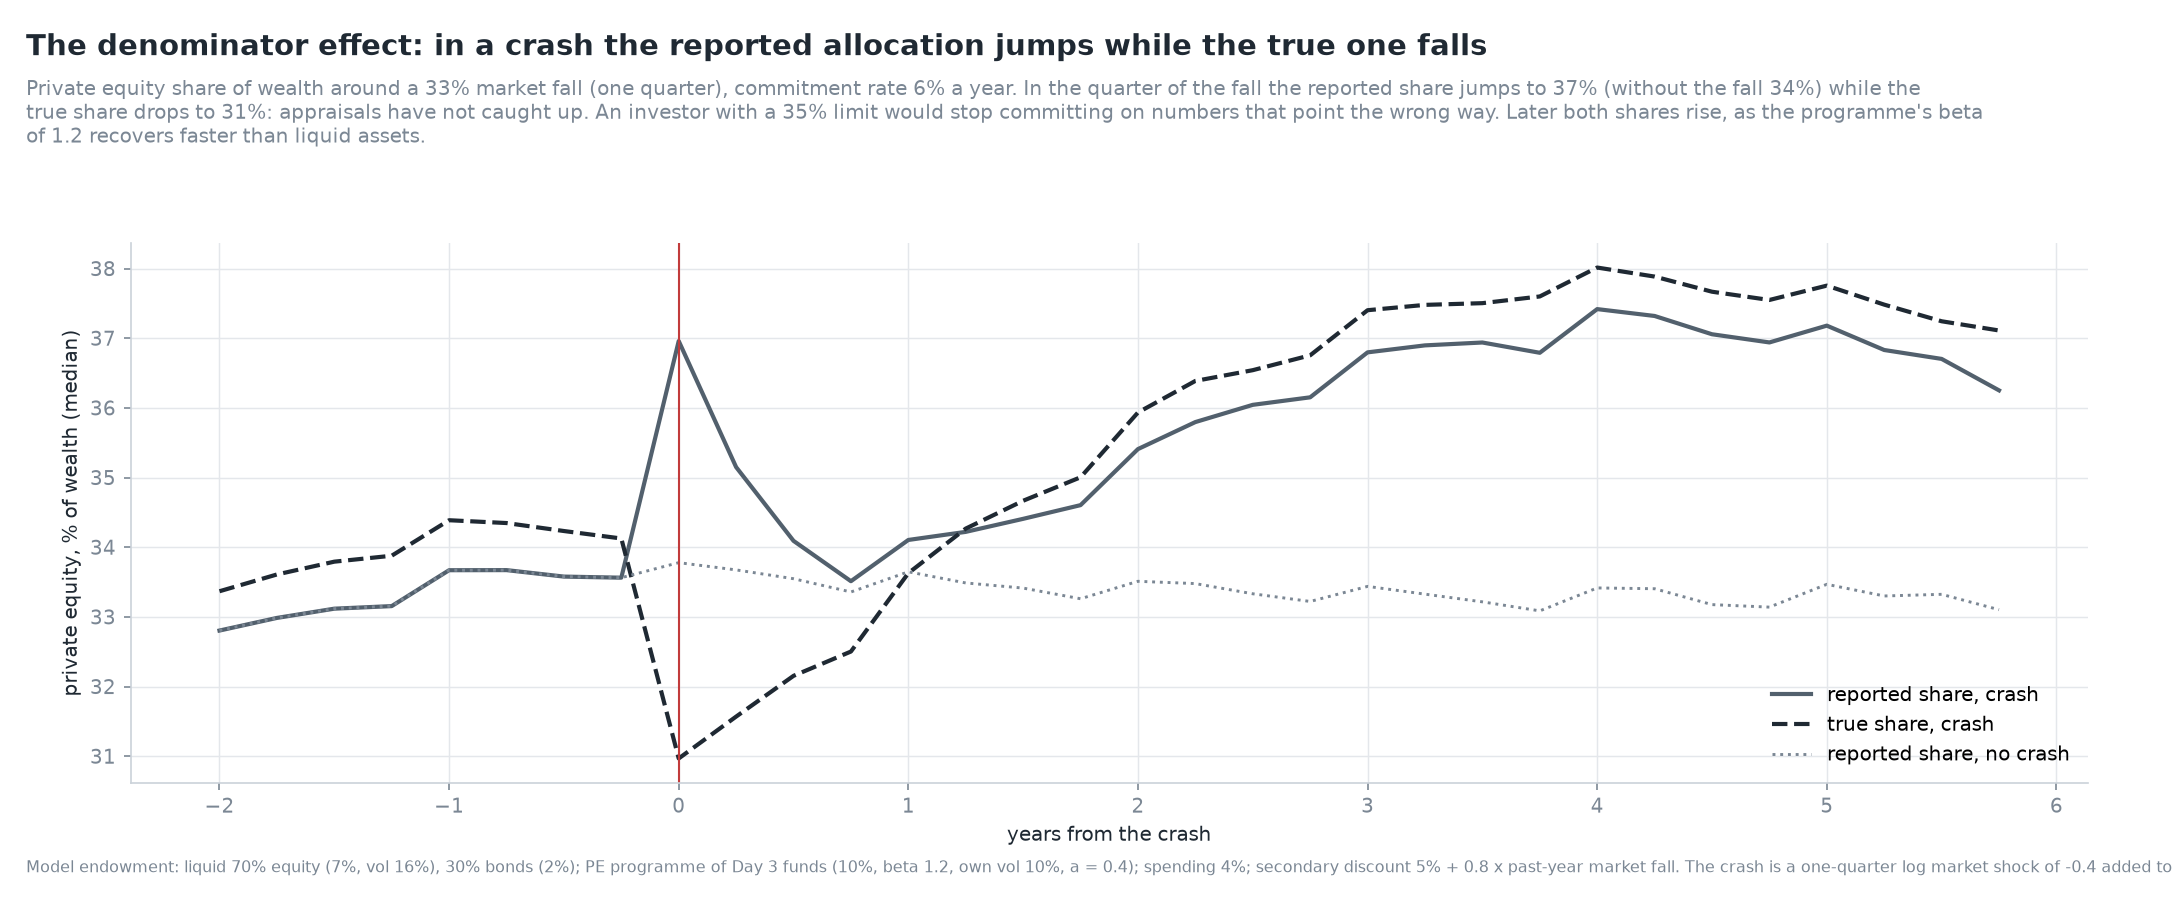 The denominator effect: in a crash the reported allocation jumps while the true one falls
Private equity share of wealth around a 33% market fall (one quarter), commitment rate 6% a year. In the quarter of the fall the reported share jumps to 37% (without the fall 34%) while the
true share drops to 31%: appraisals have not caught up. An investor with a 35% limit would stop committing on numbers that point the wrong way. Later both shares rise, as the programme's beta
of 1.2 recovers faster than liquid assets.
38
37
36
35
34
33
32
31
private equity, % of wealth (median)
reported share, crash
true share, crash
reported share, no crash
−2
−1
0
1
2
3
4
5
6
years from the crash
Model endowment: liquid 70% equity (7%, vol 16%), 30% bonds (2%); PE programme of Day 3 funds (10%, beta 1.2, own vol 10%, a = 0.4); spending 4%; secondary discount 5% + 0.8 x past-year market fall. The crash is a one-quarter log market shock of -0.4 added to